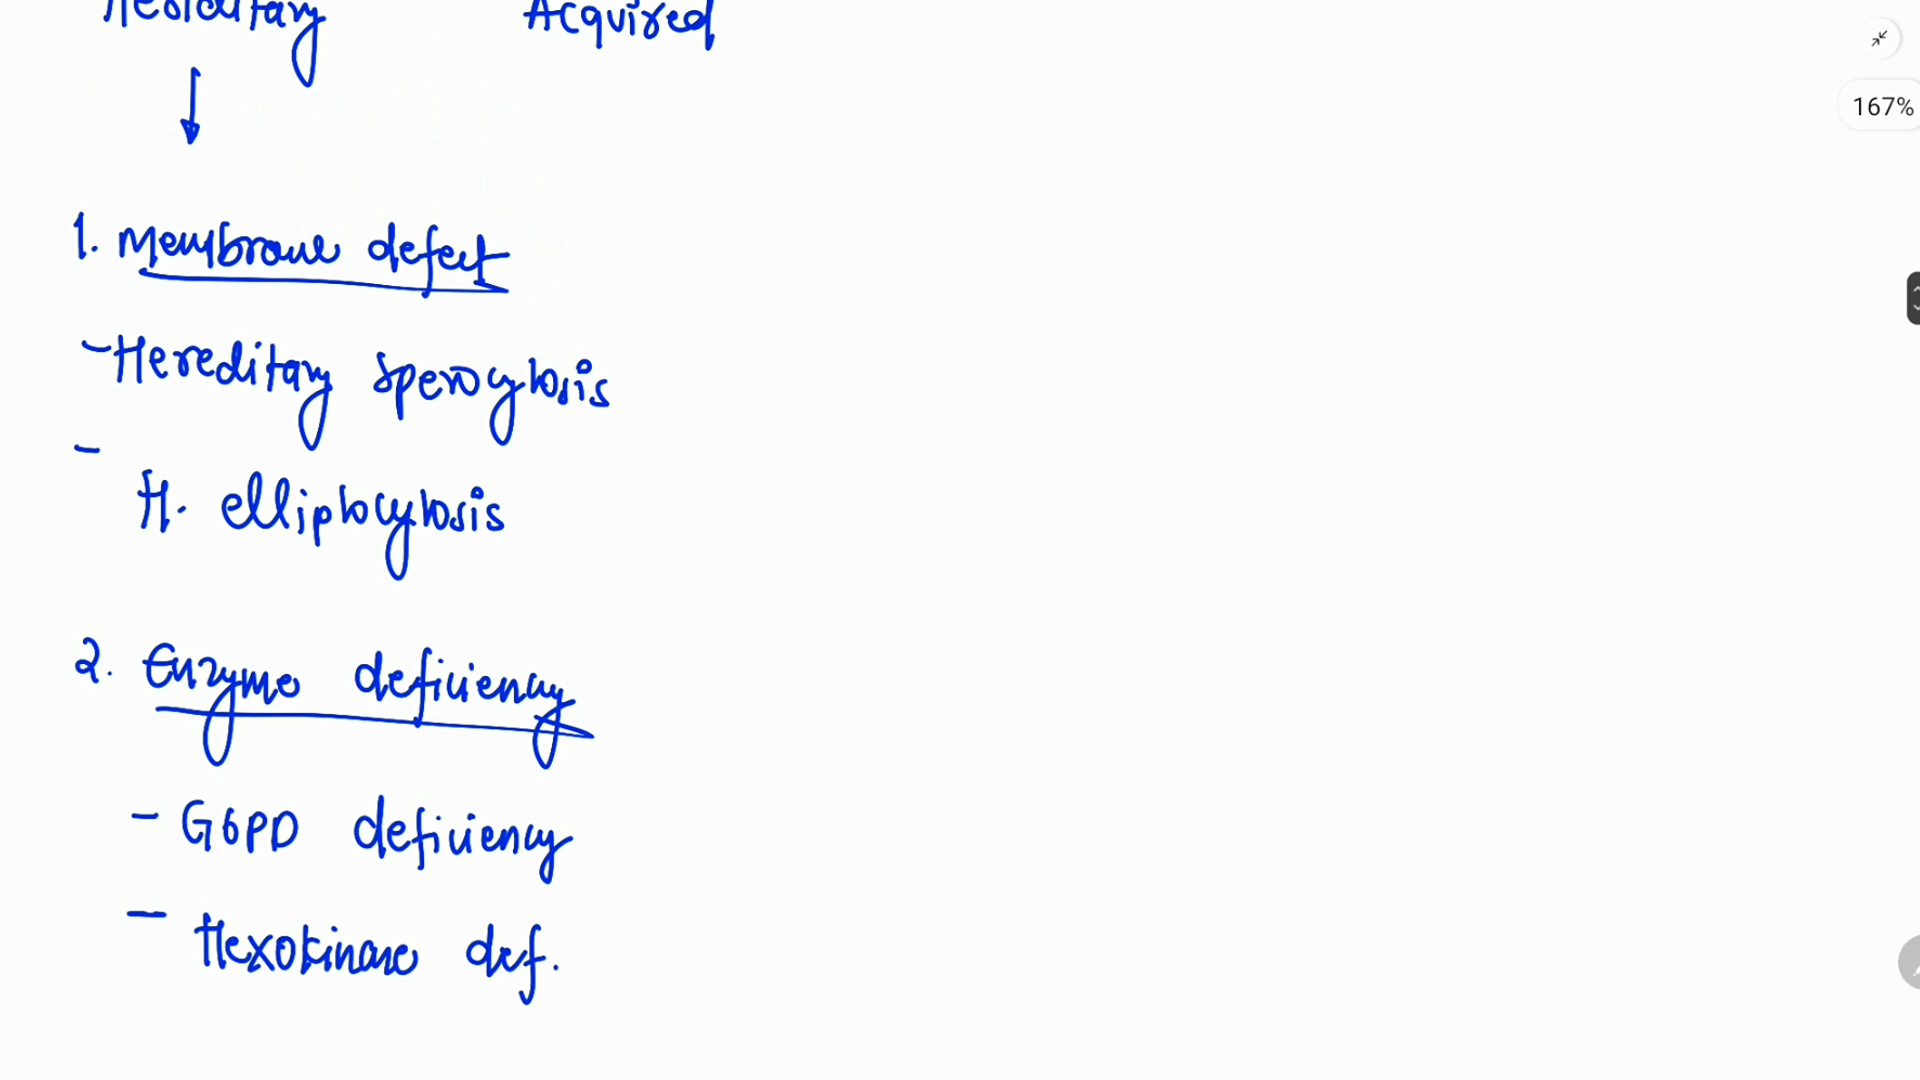 Hereditary Acquired
167%
1. Membrane defect
- Hereditary sperocytosis
-
H. elliptocytosis
2. Enzyme deficiency
- G6PD deficiency
- Hexokinase def.